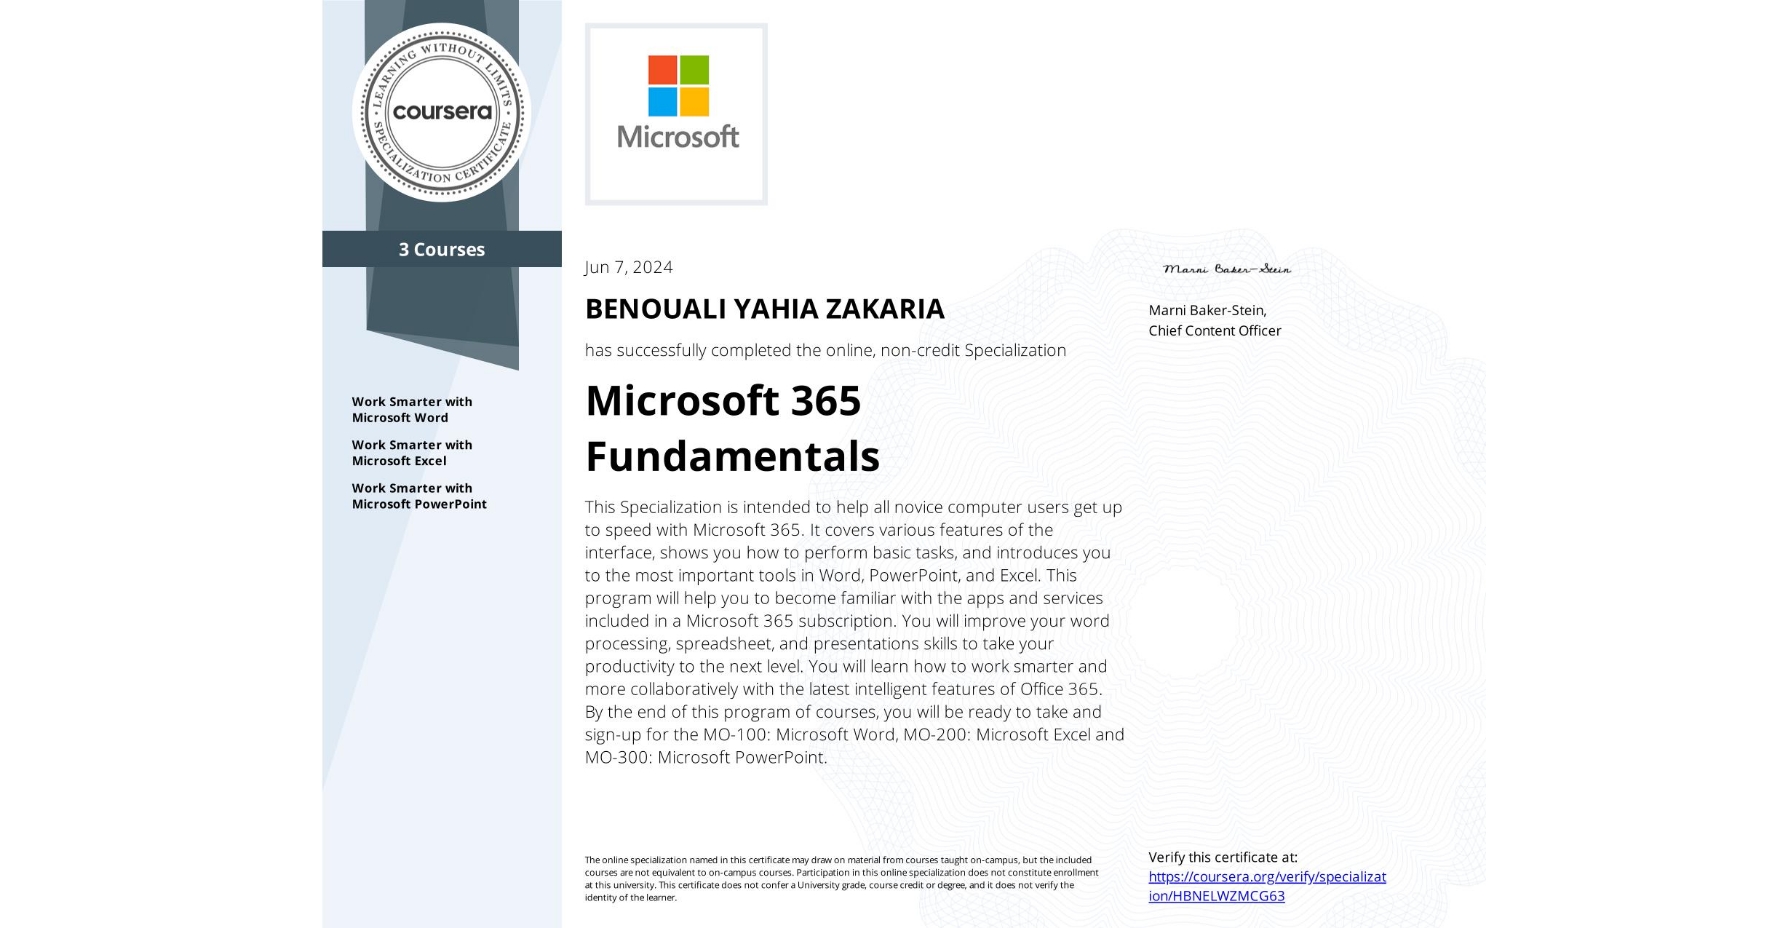 LEARNING WITHOUT LIMITS
coursera
SPECIALIZATION CERTIFICATE
3 Courses
Work Smarter with
Microsoft Word
Work Smarter with
Microsoft Excel
Work Smarter with
Microsoft PowerPoint
Microsoft
Jun 7, 2024
BENOUALI YAHIA ZAKARIA
has successfully completed the online, non-credit Specialization
Microsoft 365
Fundamentals
This Specialization is intended to help all novice computer users get up
to speed with Microsoft 365. It covers various features of the
interface, shows you how to perform basic tasks, and introduces you
to the most important tools in Word, PowerPoint, and Excel. This
program will help you to become familiar with the apps and services
included in a Microsoft 365 subscription. You will improve your word
processing, spreadsheet, and presentations skills to take your
productivity to the next level. You will learn how to work smarter and
more collaboratively with the latest intelligent features of Office 365.
By the end of this program of courses, you will be ready to take and
sign-up for the MO-100: Microsoft Word, MO-200: Microsoft Excel and
MO-300: Microsoft PowerPoint.
Marni Baker-Stein
Marni Baker-Stein,
Chief Content Officer
The online specialization named in this certificate may draw on material from courses taught on-campus, but the included
courses are not equivalent to on-campus courses. Participation in this online specialization does not constitute enrollment
at this university. This certificate does not confer a University grade, course credit or degree, and it does not verify the
identity of the learner.
Verify this certificate at:
https://coursera.org/verify/specializat
ion/HBNELWZMCG63